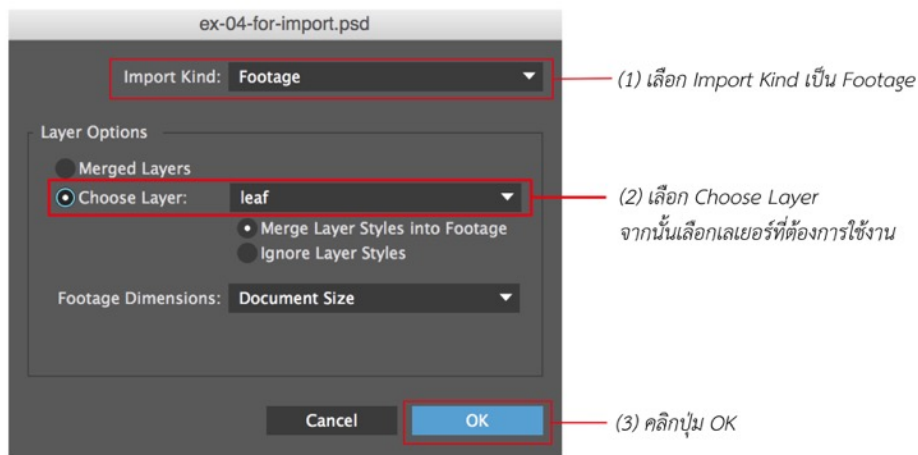 ex-04-for-import.psd
Import Kind: Footage
(1) เลือก Import Kind เป็น Footage
Layer Options
Merged Layers
Choose Layer: leaf
(2) เลือก Choose Layer
จากนั้นเลือกเลเยอร์ที่ต้องการใช้งาน
Merge Layer Styles into Footage
Ignore Layer Styles
Footage Dimensions: Document Size
Cancel OK
(3) คลิกปุ่ม OK